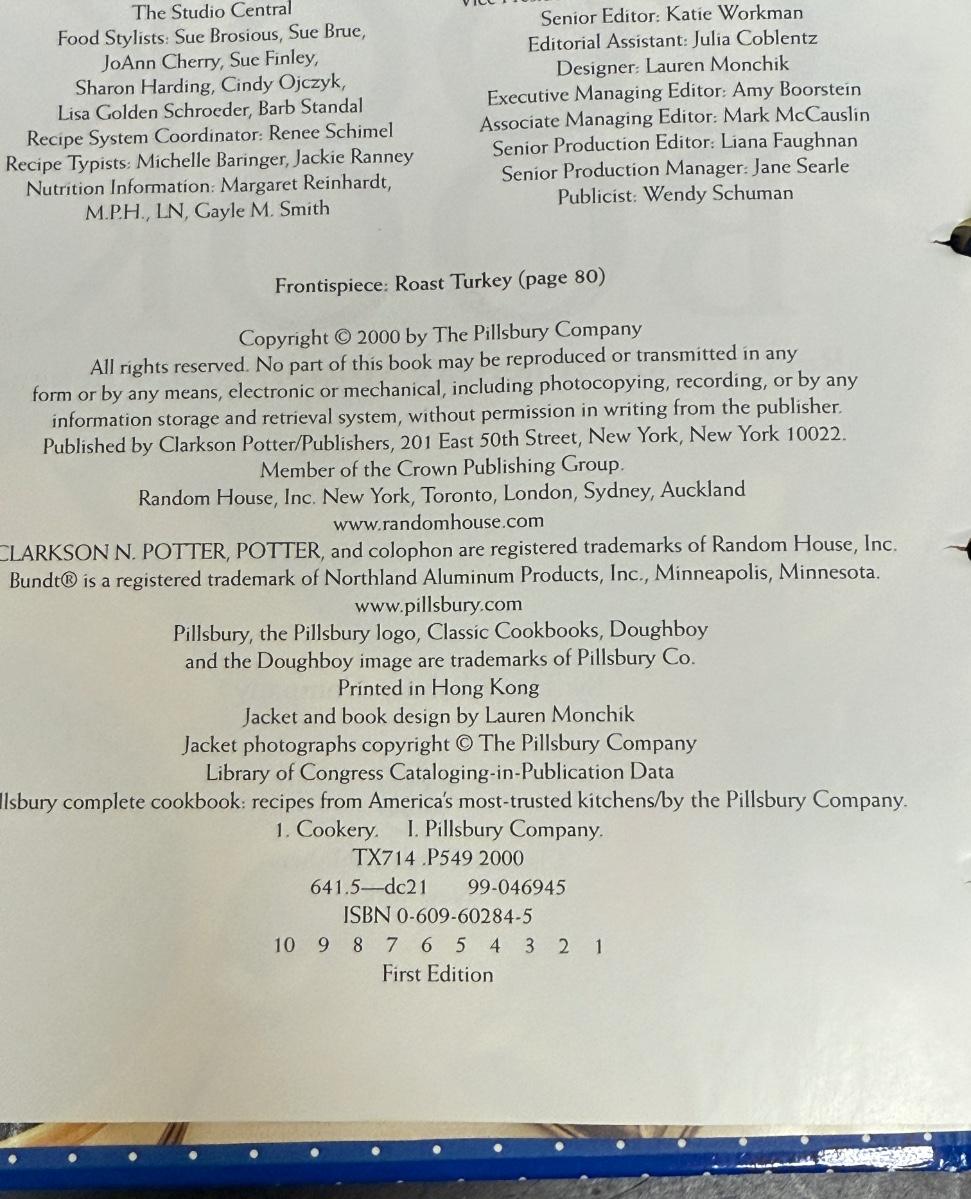 The Studio Central
Food Stylists: Sue Brosious, Sue Brue,
JoAnn Cherry, Sue Finley,
Sharon Harding, Cindy Ojczyk,
Lisa Golden Schroeder, Barb Standal
Recipe System Coordinator: Renee Schimel
Recipe Typists: Michelle Baringer, Jackie Ranney
Nutrition Information: Margaret Reinhardt,
M.P.H., LN, Gayle M. Smith
Senior Editor: Katie Workman
Editorial Assistant: Julia Coblentz
Designer: Lauren Monchik
Executive Managing Editor: Amy Boorstein
Associate Managing Editor: Mark McCauslin
Senior Production Editor: Liana Faughnan
Senior Production Manager: Jane Searle
Publicist: Wendy Schuman
Frontispiece: Roast Turkey (page 80)
Copyright © 2000 by The Pillsbury Company
All rights reserved. No part of this book may be reproduced or transmitted in any
form or by any means, electronic or mechanical, including photocopying, recording, or by any
information storage and retrieval system, without permission in writing from the publisher.
Published by Clarkson Potter/Publishers, 201 East 50th Street, New York, New York 10022.
Member of the Crown Publishing Group.
Random House, Inc. New York, Toronto, London, Sydney, Auckland
www.randomhouse.com
CLARKSON N. POTTER, POTTER, and colophon are registered trademarks of Random House, Inc.
Bundt® is a registered trademark of Northland Aluminum Products, Inc., Minneapolis, Minnesota.
www.pillsbury.com
Pillsbury, the Pillsbury logo, Classic Cookbooks, Doughboy
and the Doughboy image are trademarks of Pillsbury Co.
Printed in Hong Kong
Jacket and book design by Lauren Monchik
Jacket photographs copyright © The Pillsbury Company
Library of Congress Cataloging-in-Publication Data
llsbury complete cookbook: recipes from America's most-trusted kitchens/by the Pillsbury Company.
1. Cookery. I. Pillsbury Company.
TX714 .P549 2000
641.5—dc21 99-046945
ISBN 0-609-60284-5
10 9 8 7 6 5 4 3 2 1
First Edition